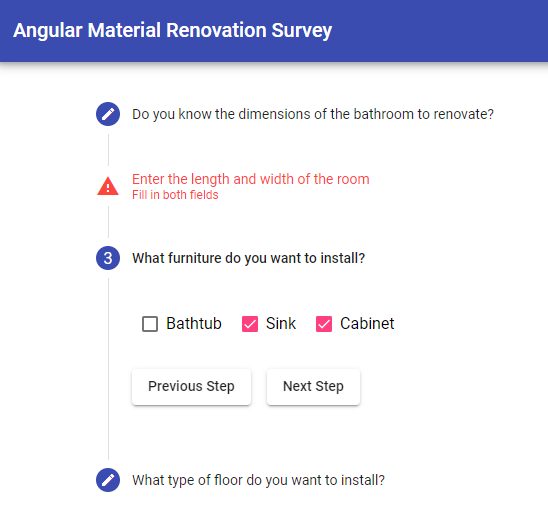 Angular Material Renovation Survey
Do you know the dimensions of the bathroom to renovate?
Enter the length and width of the room
Fill in both fields
3 What furniture do you want to install?
Bathtub Sink Cabinet
Previous Step Next Step
What type of floor do you want to install?